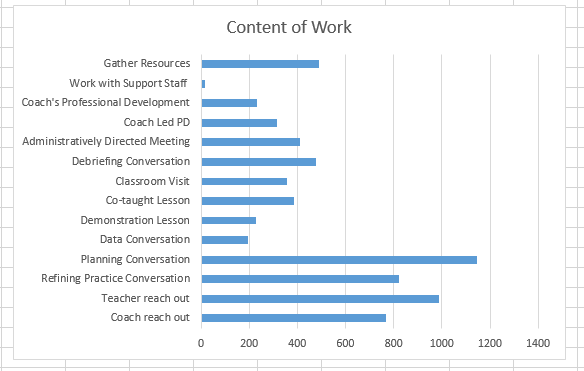 Content of Work
Gather Resources
Work with Support Staff
Coach's Professional Development
Coach Led PD
Administratively Directed Meeting
Debriefing Conversation
Classroom Visit
Co-taught Lesson
Demonstration Lesson
Data Conversation
Planning Conversation
Refining Practice Conversation
Teacher reach out
Coach reach out
0 200 400 600 800 1000 1200 1400